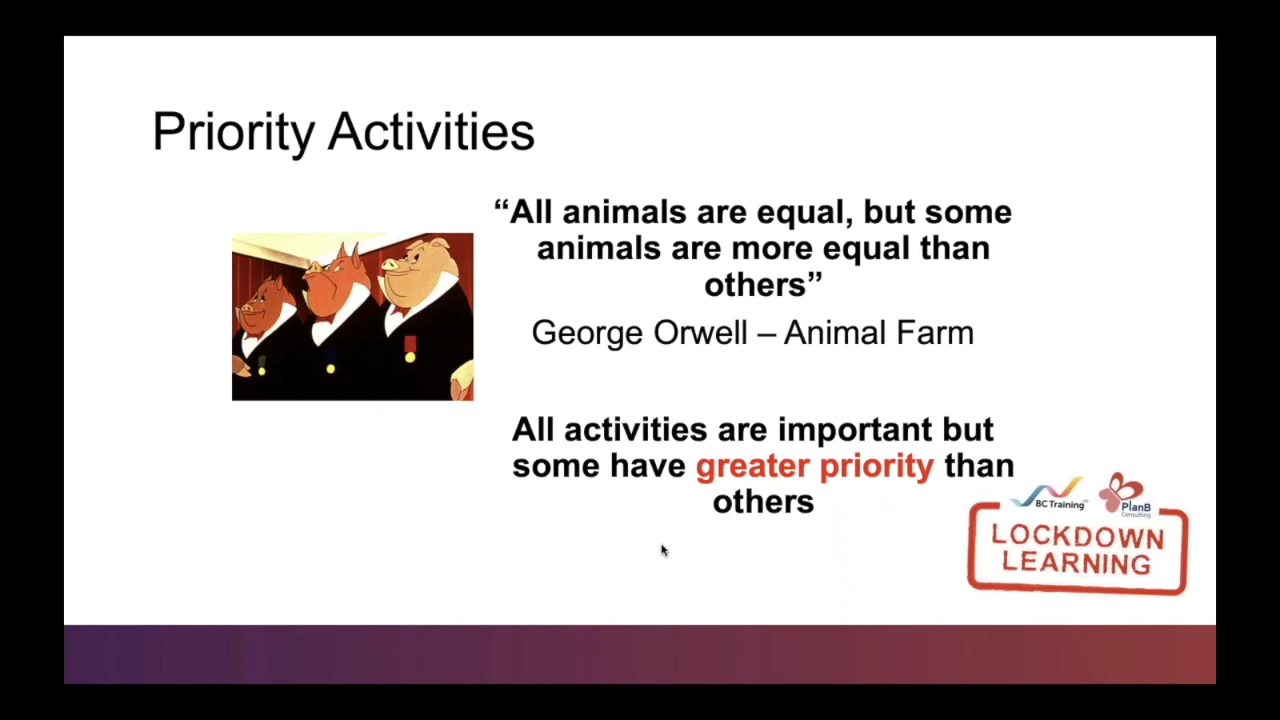 Priority Activities
“All animals are equal, but some
animals are more equal than
others”
George Orwell – Animal Farm
All activities are important but
some have greater priority than
others
BC Training
PlanB
Consulting
LOCKDOWN
LEARNING